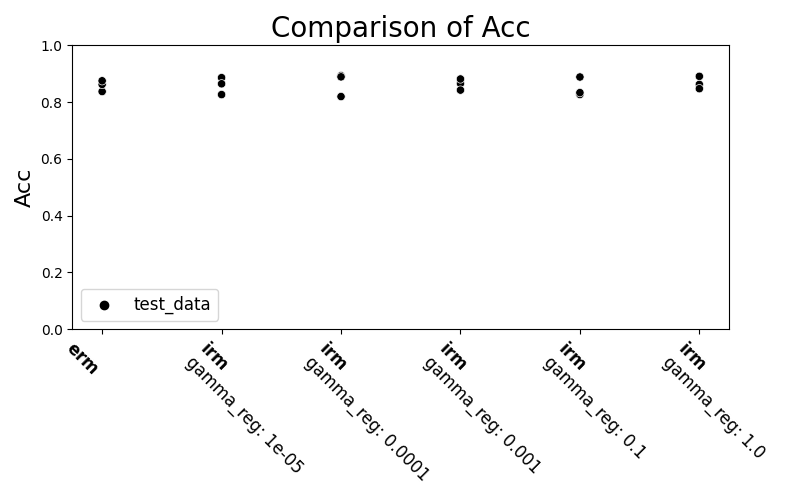 Comparison of Acc
1.0
0.8
0.6
0.4
0.2
0.0
Acc
test_data
erm
irm
gamma_reg: 1e-05
irm
gamma_reg: 0.0001
irm
gamma_reg: 0.001
irm
gamma_reg: 0.1
irm
gamma_reg: 1.0